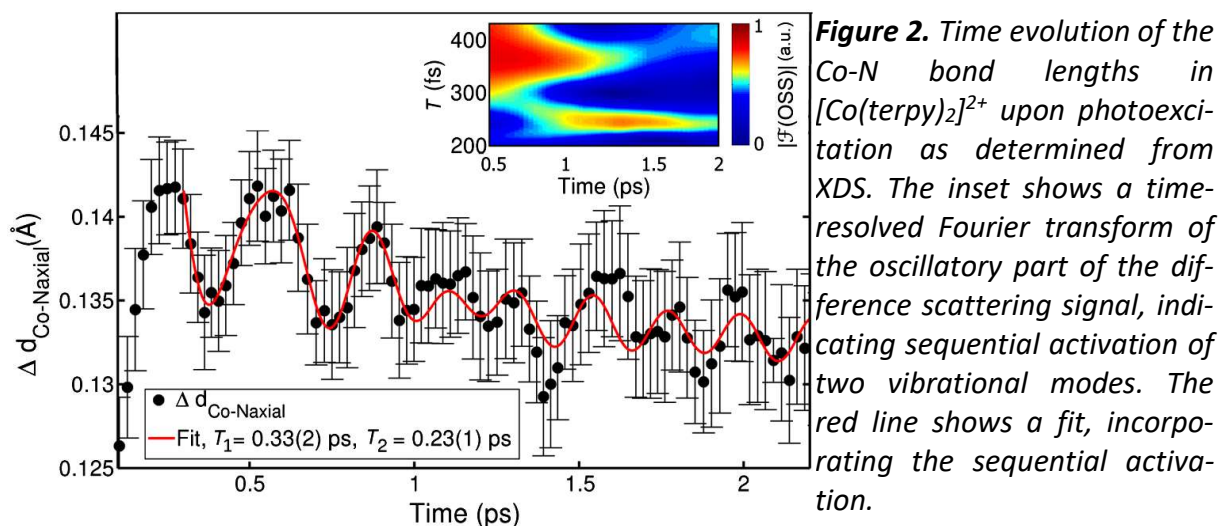 1
0
|ℱ(OSS)| (a.u.)
400
300
200
T (fs)
0.5
1
1.5
2
Time (ps)
0.145
0.14
0.135
0.13
0.125
Δ d_Co-Naxial(Å)
Δ d_Co-Naxial
Fit, T₁= 0.33(2) ps, T₂ = 0.23(1) ps
0.5
1
1.5
2
Time (ps)
Figure 2. Time evolution of the
Co-N bond lengths in
[Co(terpy)₂]²⁺ upon photoexci-
tation as determined from
XDS. The inset shows a time-
resolved Fourier transform of
the oscillatory part of the dif-
ference scattering signal, indi-
cating sequential activation of
two vibrational modes. The
red line shows a fit, incorpo-
rating the sequential activa-
tion.